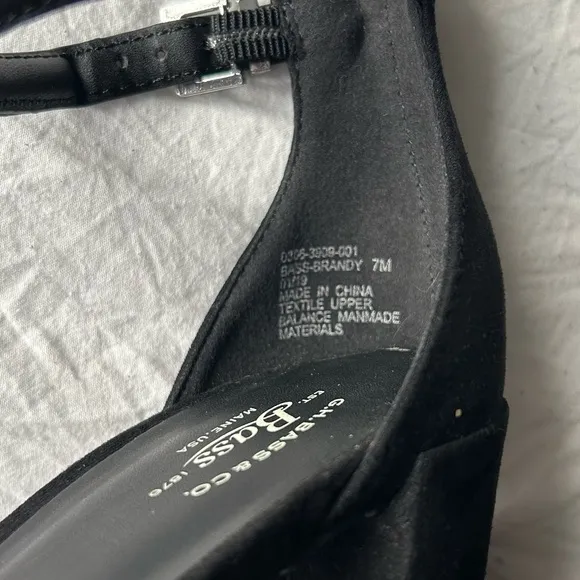 0336-3909-001
BASS-BRANDY 7M
01/19
MADE IN CHINA
TEXTILE UPPER
BALANCE MANMADE
MATERIALS
G.H. BASS & CO.
Bass
EST. 1876
MAINE, USA